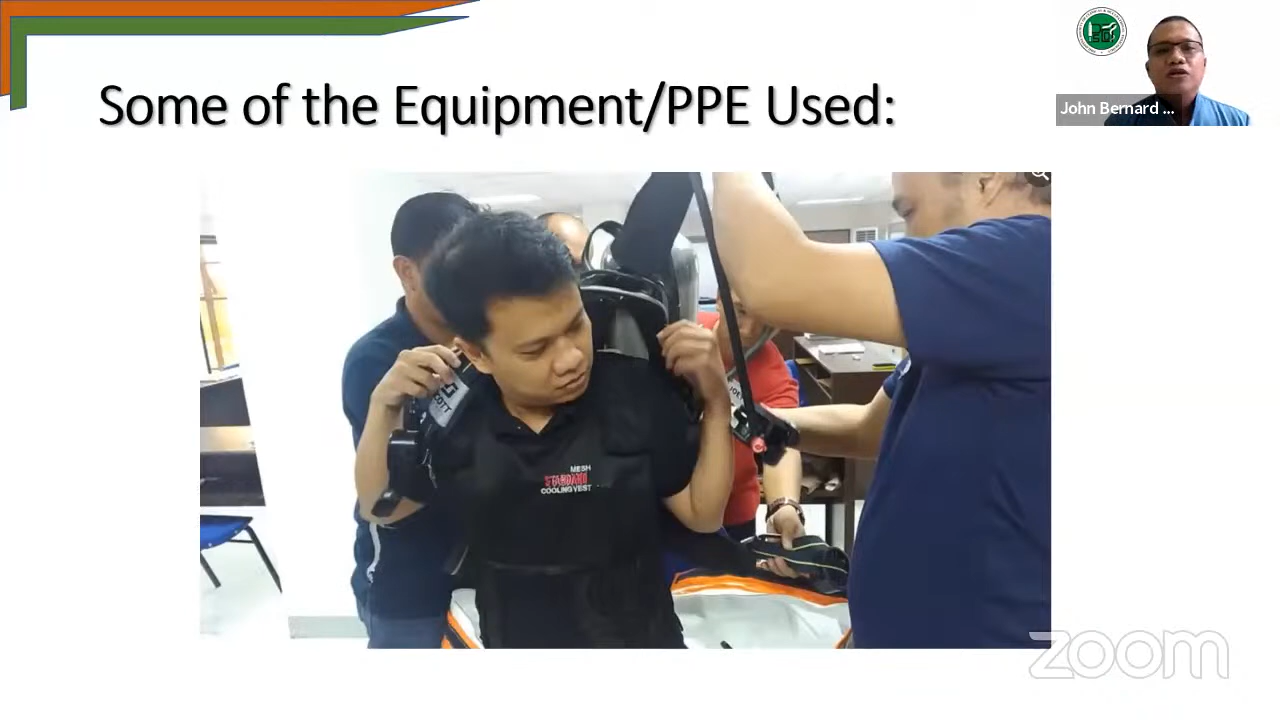 Some of the Equipment/PPE Used:
John Bernard ...
MESH
COOLING VEST
zoom